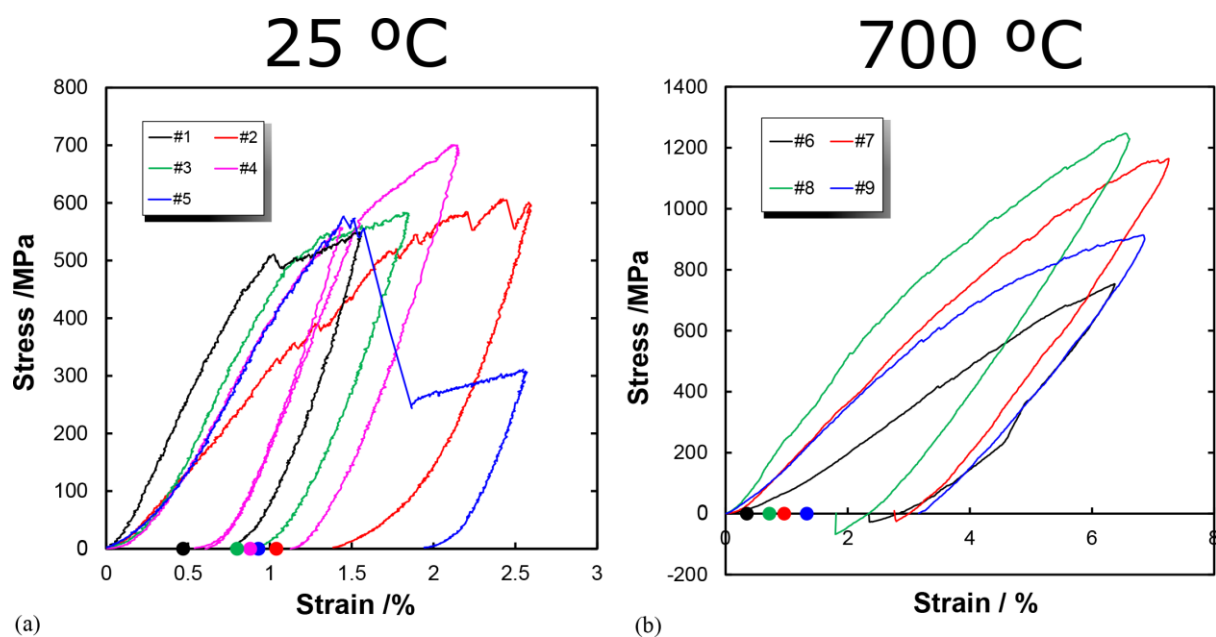 25 ºC
700 ºC
800
700
600
500
400
300
200
100
0
Stress /MPa
#1 #2
#3 #4
#5
0 0.5 1 1.5 2 2.5 3
Strain /%
(a)
1400
1200
1000
800
600
400
200
0
-200
Stress /MPa
#6 #7
#8 #9
0 2 4 6 8
Strain / %
(b)